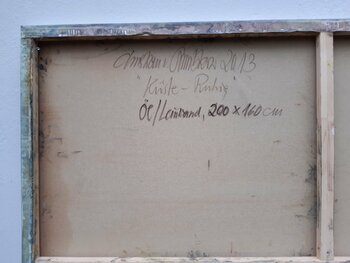 2013
"Küste - Ruhig"
Öl/Leinwand, 200 x 160 cm